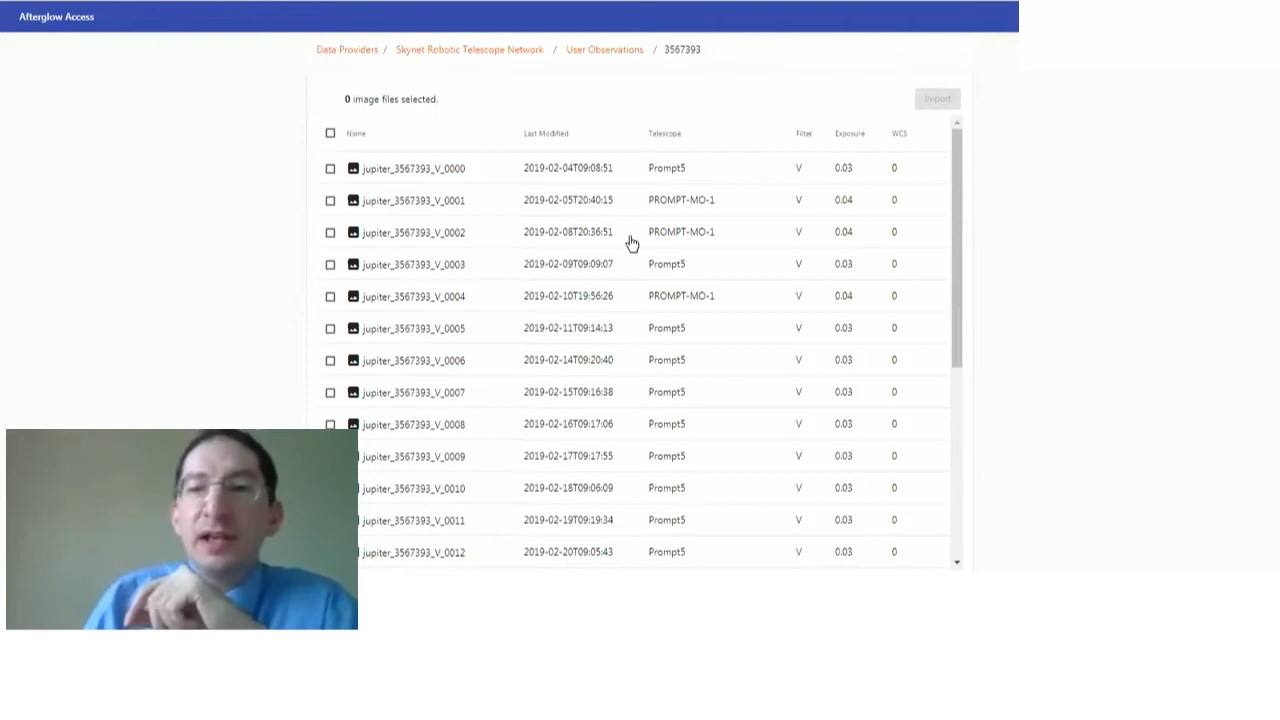 Afterglow Access
Data Providers / Skynet Robotic Telescope Network / User Observations / 3567393
0 image files selected. Import
Name Last Modified Telescope Filter Exposure WCS
jupiter_3567393_V_0000 2019-02-04T09:08:51 Prompt5 V 0.03 0
jupiter_3567393_V_0001 2019-02-05T20:40:15 PROMPT-MO-1 V 0.04 0
jupiter_3567393_V_0002 2019-02-08T20:36:51 PROMPT-MO-1 V 0.04 0
jupiter_3567393_V_0003 2019-02-09T09:09:07 Prompt5 V 0.03 0
jupiter_3567393_V_0004 2019-02-10T19:56:26 PROMPT-MO-1 V 0.04 0
jupiter_3567393_V_0005 2019-02-11T09:14:13 Prompt5 V 0.03 0
jupiter_3567393_V_0006 2019-02-14T09:20:40 Prompt5 V 0.03 0
jupiter_3567393_V_0007 2019-02-15T09:16:38 Prompt5 V 0.03 0
jupiter_3567393_V_0008 2019-02-16T09:17:06 Prompt5 V 0.03 0
jupiter_3567393_V_0009 2019-02-17T09:17:55 Prompt5 V 0.03 0
jupiter_3567393_V_0010 2019-02-18T09:06:09 Prompt5 V 0.03 0
jupiter_3567393_V_0011 2019-02-19T09:19:34 Prompt5 V 0.03 0
jupiter_3567393_V_0012 2019-02-20T09:05:43 Prompt5 V 0.03 0